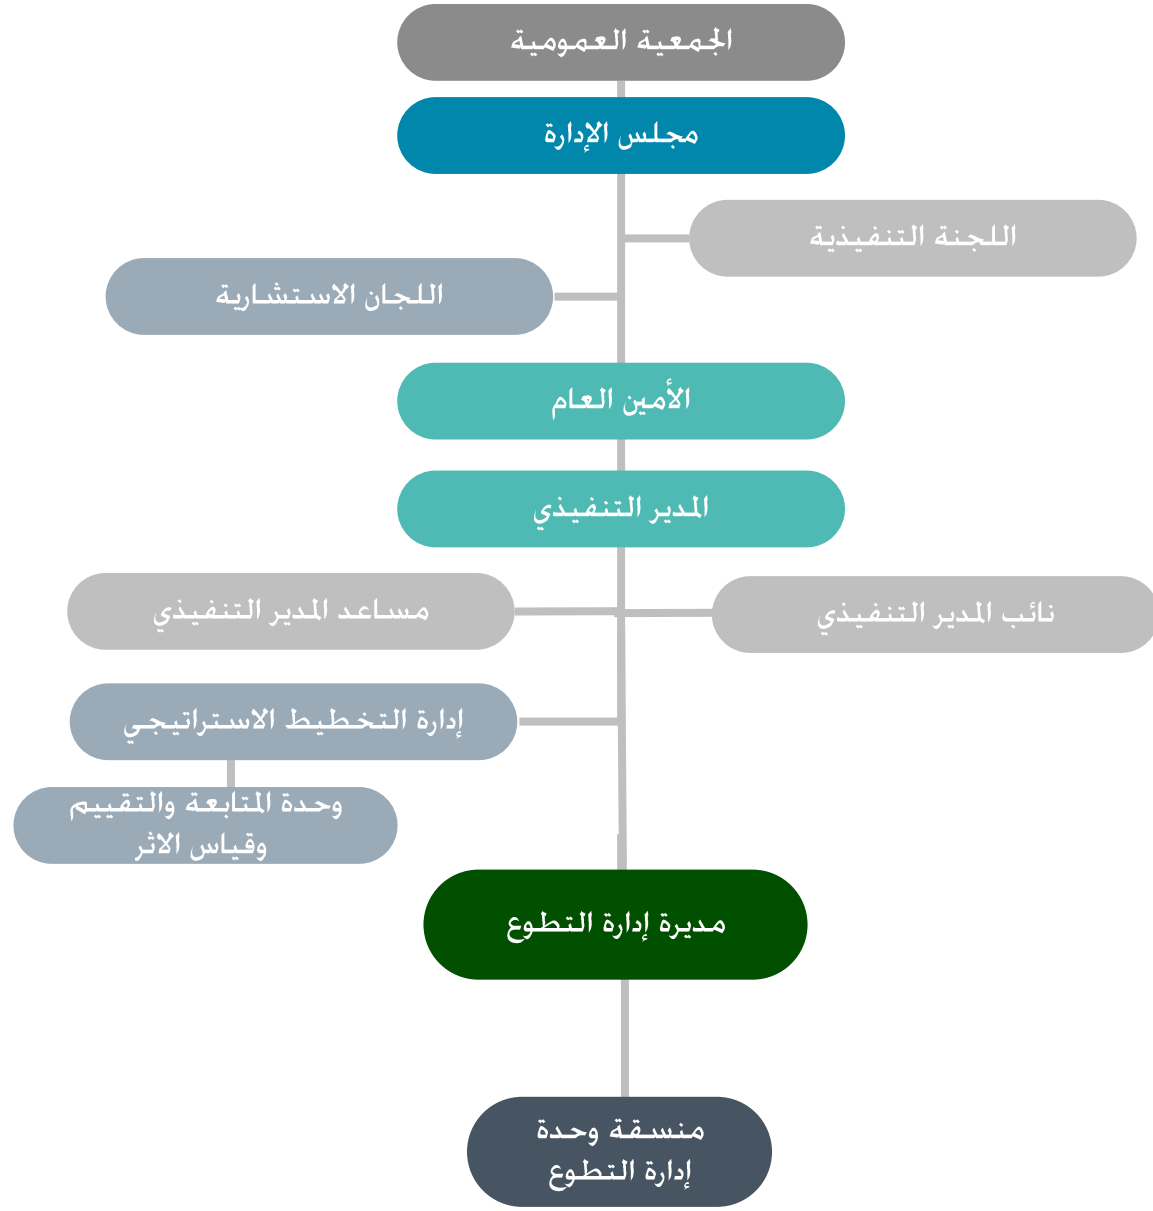 الجمعية العمومية
مجلس الإدارة
اللجنة التنفيذية
اللجان الاستشارية
الأمين العام
المدير التنفيذي
نائب المدير التنفيذي
مساعد المدير التنفيذي
إدارة التخطيط الاستراتيجي
وحدة المتابعة والتقييم
وقياس الاثر
مديرة إدارة التطوع
منسقة وحدة
إدارة التطوع